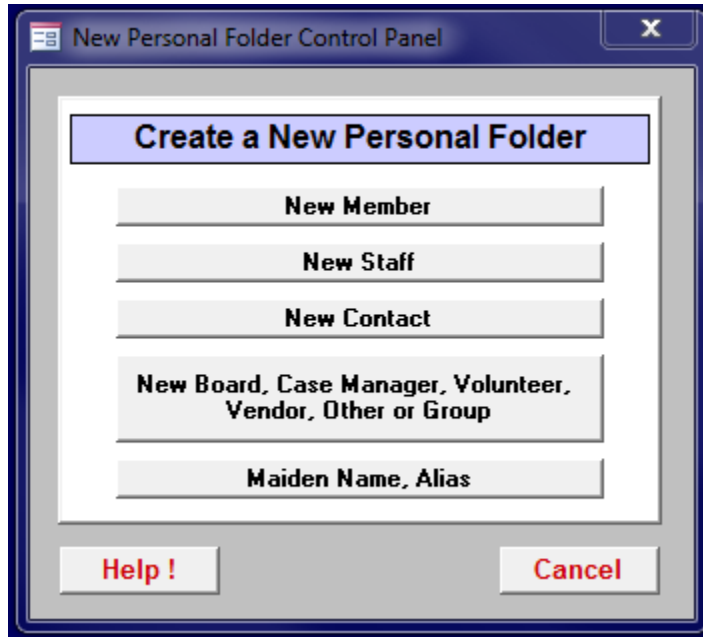 New Personal Folder Control Panel
X
Create a New Personal Folder
New Member
New Staff
New Contact
New Board, Case Manager, Volunteer,
Vendor, Other or Group
Maiden Name, Alias
Help !
Cancel